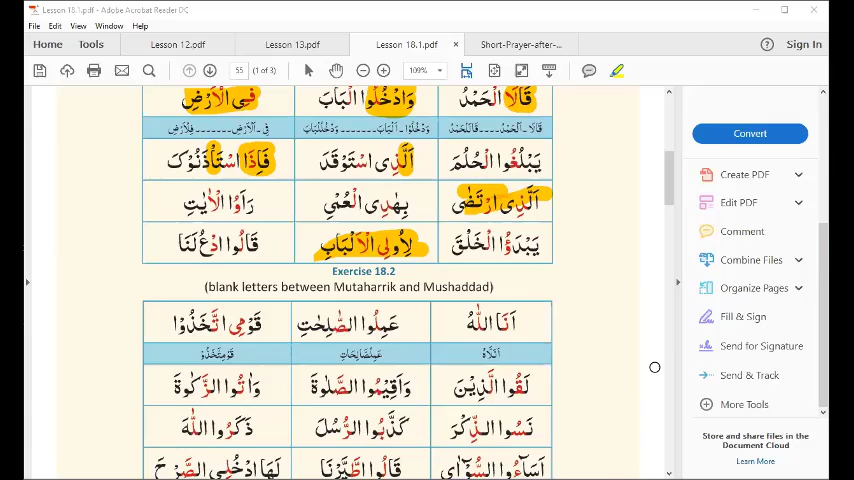 Lesson 18.1.pdf - Adobe Acrobat Reader DC
File Edit View Window Help
Home Tools Lesson 12.pdf Lesson 13.pdf Lesson 18.1.pdf × Short-Prayer-after-... Sign In
55 (1 of 3) 109%
قَالَا الْحَمْدُ وَادْخُلُوا الْبَابَ فِى الْاَرْضِ
يَبْلُغُوا الْحُلُمَ اَلَّذِى اسْتَوْقَدَ فَاِذَا اسْتَأْذَنُوْكَ
اَلَّذِى ارْتَضٰى بِهٰدِى الْعُمْىِ رَاَوُا الْاٰيٰتِ
يَبْدَؤُا الْخَلْقَ لِاُولِى الْاَلْبَابِ قَالُوا ادْعُ لَنَا
Exercise 18.2
(blank letters between Mutaharrik and Mushaddad)
اَنَا اللّٰهُ عَمِلُوا الصّٰلِحٰتِ قَوْمِى اتَّخَذُوْا
لَقُوا الَّذِيْنَ وَاَقِيْمُوا الصَّلٰوةَ وَاٰتُوا الزَّكٰوةَ
نَسُوا الذِّكْرَ كَذَّبُوا الرُّسُلَ ذَكَرُوا اللّٰهَ
اَسَآءُوا السُّوْٓاٰى قَالُوا اطَّيَّرْنَا لَهَا ادْخُلِى الصَّرْحَ
Convert
Create PDF
Edit PDF
Comment
Combine Files
Organize Pages
Fill & Sign
Send for Signature
Send & Track
More Tools
Store and share files in the
Document Cloud
Learn More